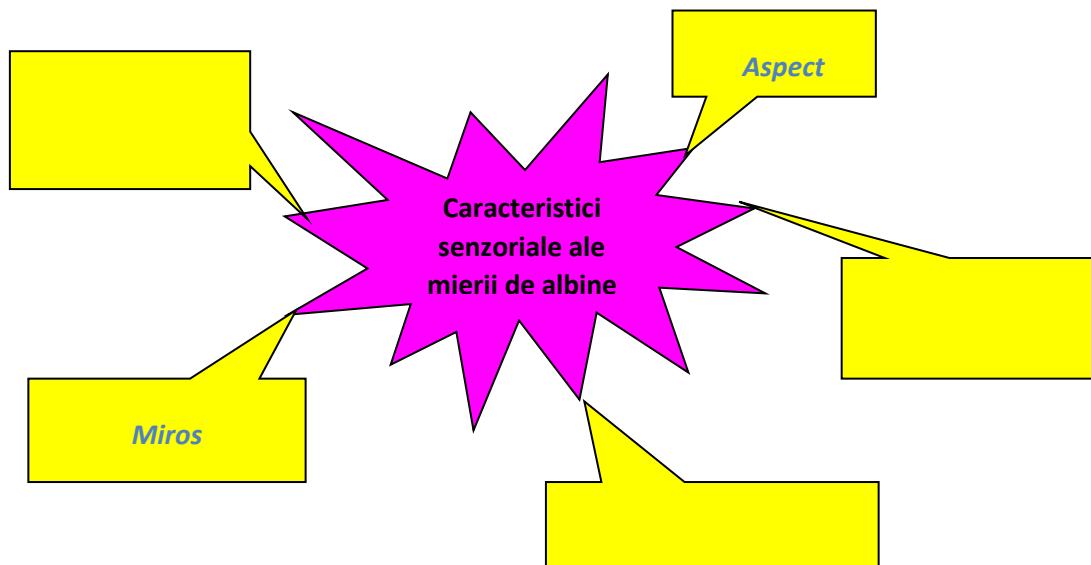 Aspect
Caracteristici
senzoriale ale
mierii de albine
Miros